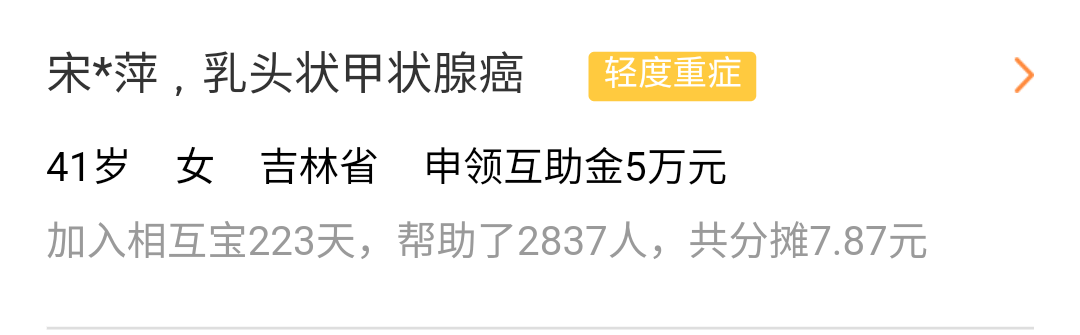 宋*萍，乳头状甲状腺癌 轻度重症
41岁 女 吉林省 申领互助金5万元
加入相互宝223天，帮助了2837人，共分摊7.87元